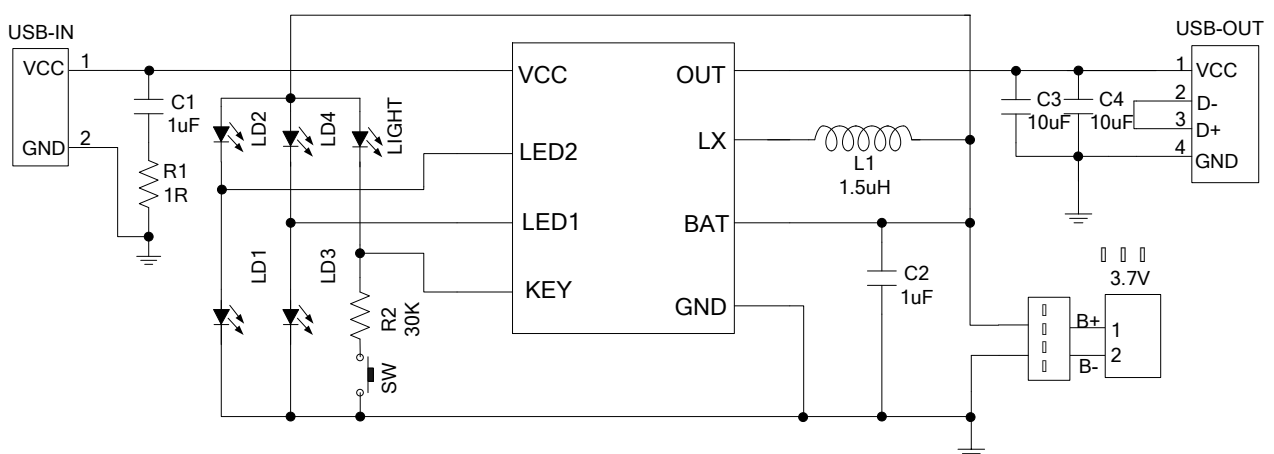 USB-IN
VCC
1
GND
2
C1
1uF
R1
1R
LD2
LD4
LIGHT
LD1
LD3
R2
30K
SW
VCC
LED2
LED1
KEY
OUT
LX
BAT
GND
L1
1.5uH
C2
1uF
C3
10uF
C4
10uF
USB-OUT
1
VCC
2
D-
3
D+
4
GND
3.7V
B+
1
B-
2